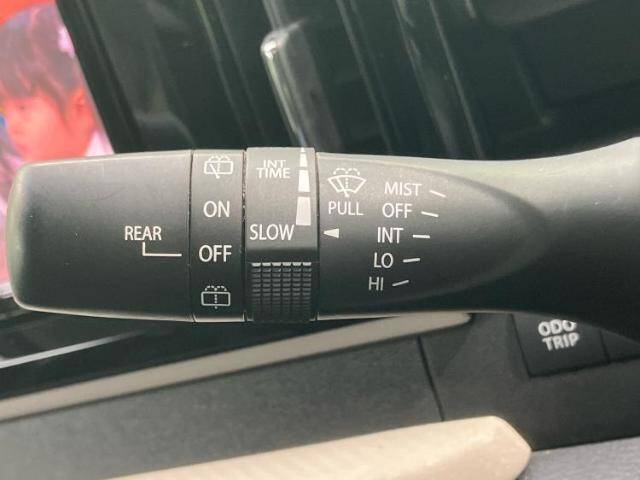 REAR
ON
OFF
INT
TIME
SLOW
PULL
MIST
OFF
INT
LO
HI
ODO
TRIP